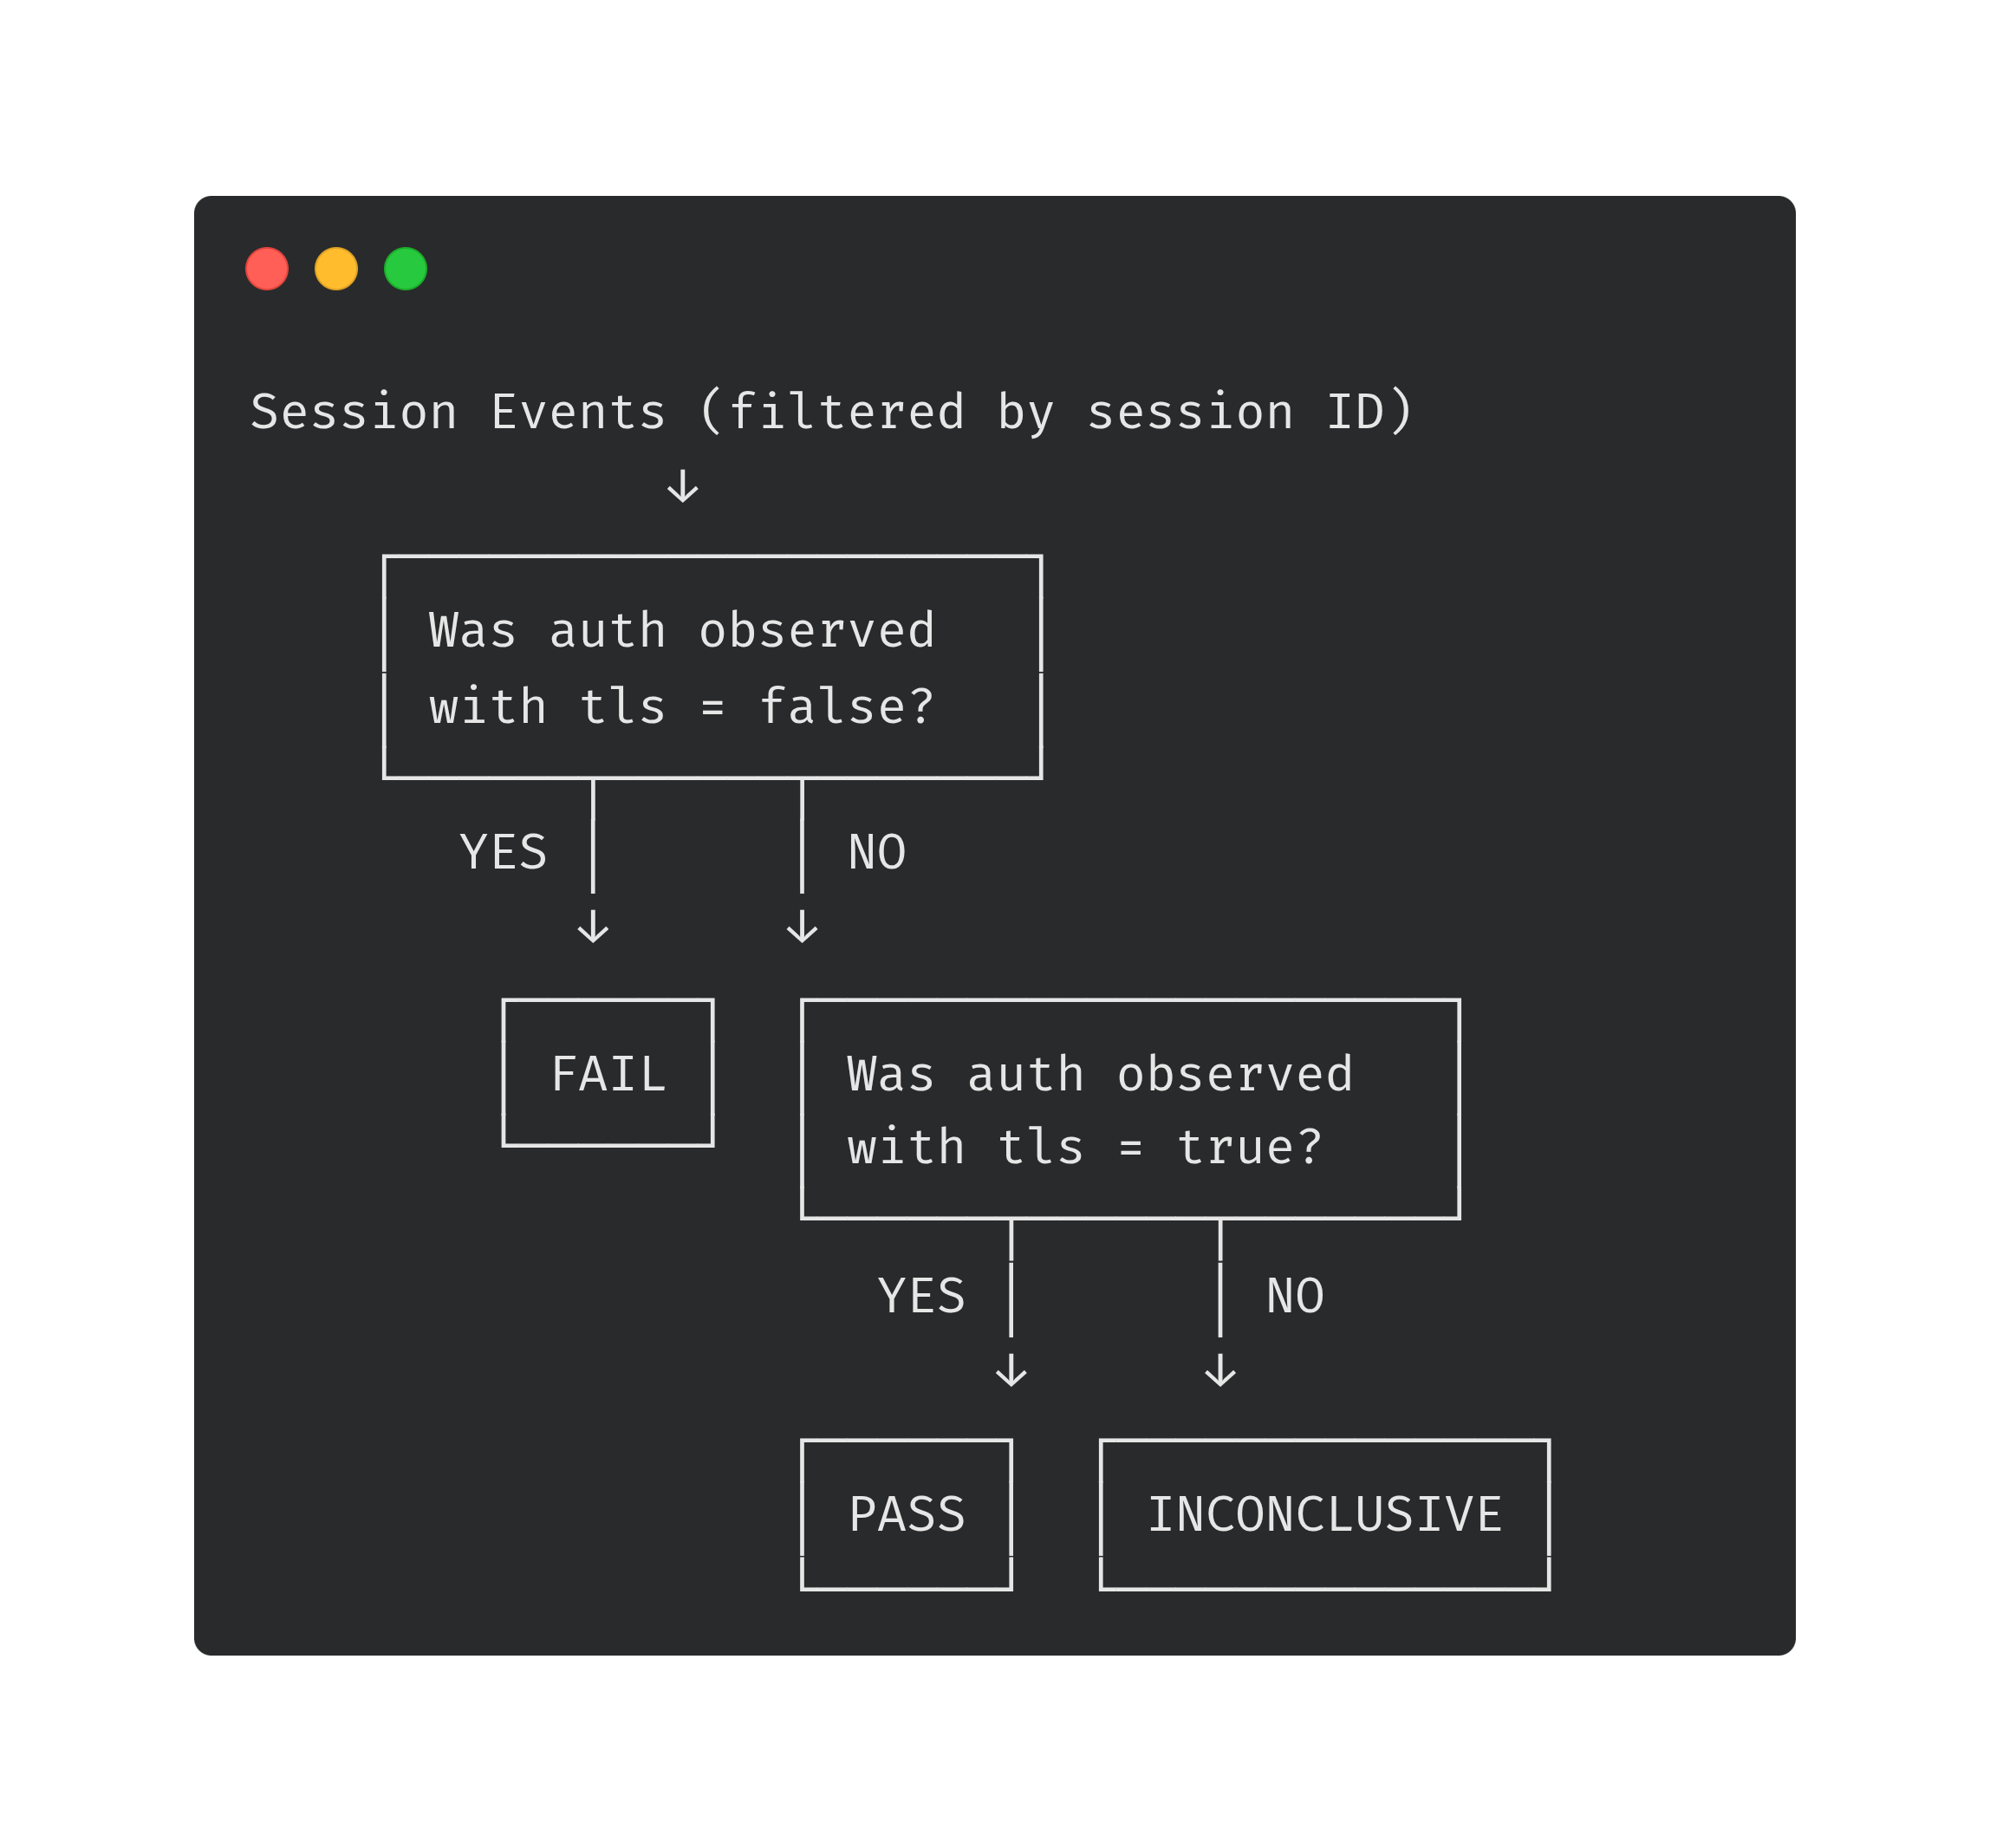 Session Events (filtered by session ID)
↓
Was auth observed
with tls = false?
YES NO
↓ ↓
FAIL
Was auth observed
with tls = true?
YES NO
↓ ↓
PASS
INCONCLUSIVE